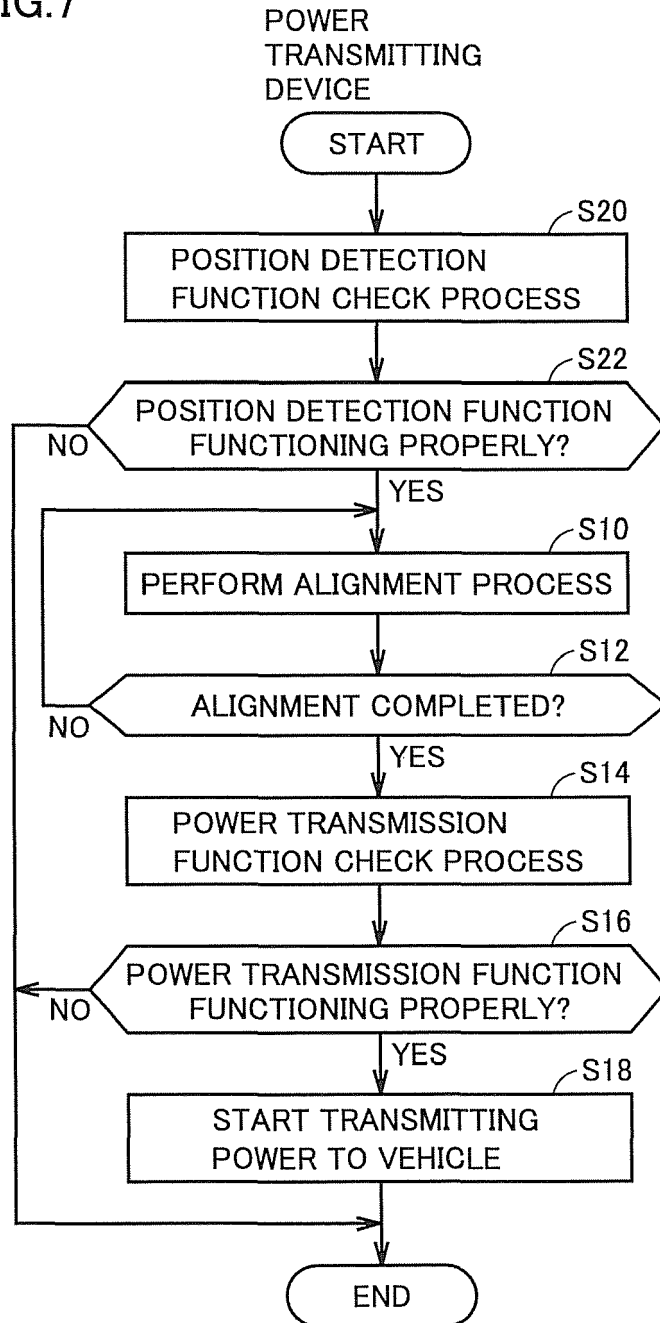 IG.7
POWER
TRANSMITTING
DEVICE
START
S20
POSITION DETECTION
FUNCTION CHECK PROCESS
S22
POSITION DETECTION FUNCTION
FUNCTIONING PROPERLY?
NO
YES
S10
PERFORM ALIGNMENT PROCESS
S12
ALIGNMENT COMPLETED?
NO
YES
S14
POWER TRANSMISSION
FUNCTION CHECK PROCESS
S16
POWER TRANSMISSION FUNCTION
FUNCTIONING PROPERLY?
NO
YES
S18
START TRANSMITTING
POWER TO VEHICLE
END